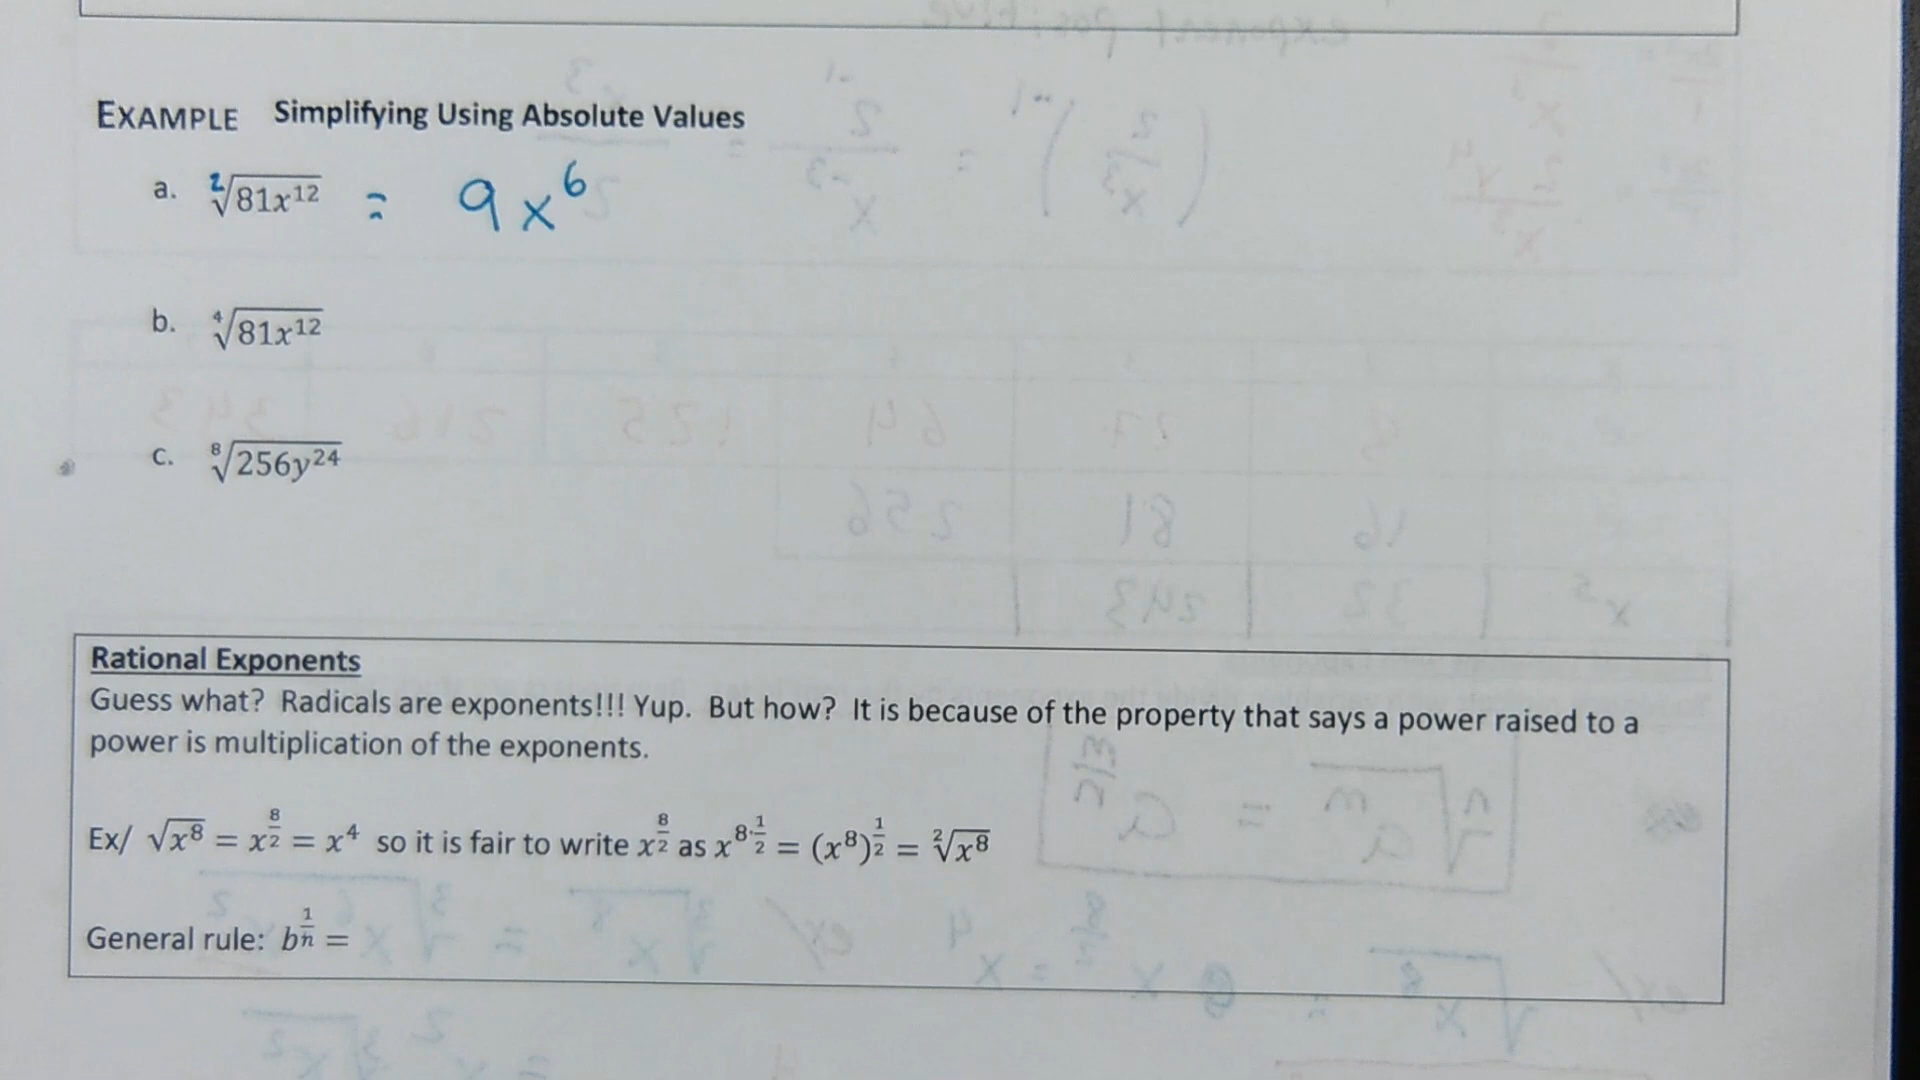 EXAMPLE Simplifying Using Absolute Values
a. ²√81x¹² = 9x⁶
b. ⁴√81x¹²
c. ⁸√256y²⁴
Rational Exponents
Guess what? Radicals are exponents!!! Yup. But how? It is because of the property that says a power raised to a
power is multiplication of the exponents.
Ex/ √x⁸ = x^(8/2) = x⁴ so it is fair to write x^(8/2) as x^(8·1/2) = (x⁸)^(1/2) = ²√x⁸
General rule: b^(1/n) =